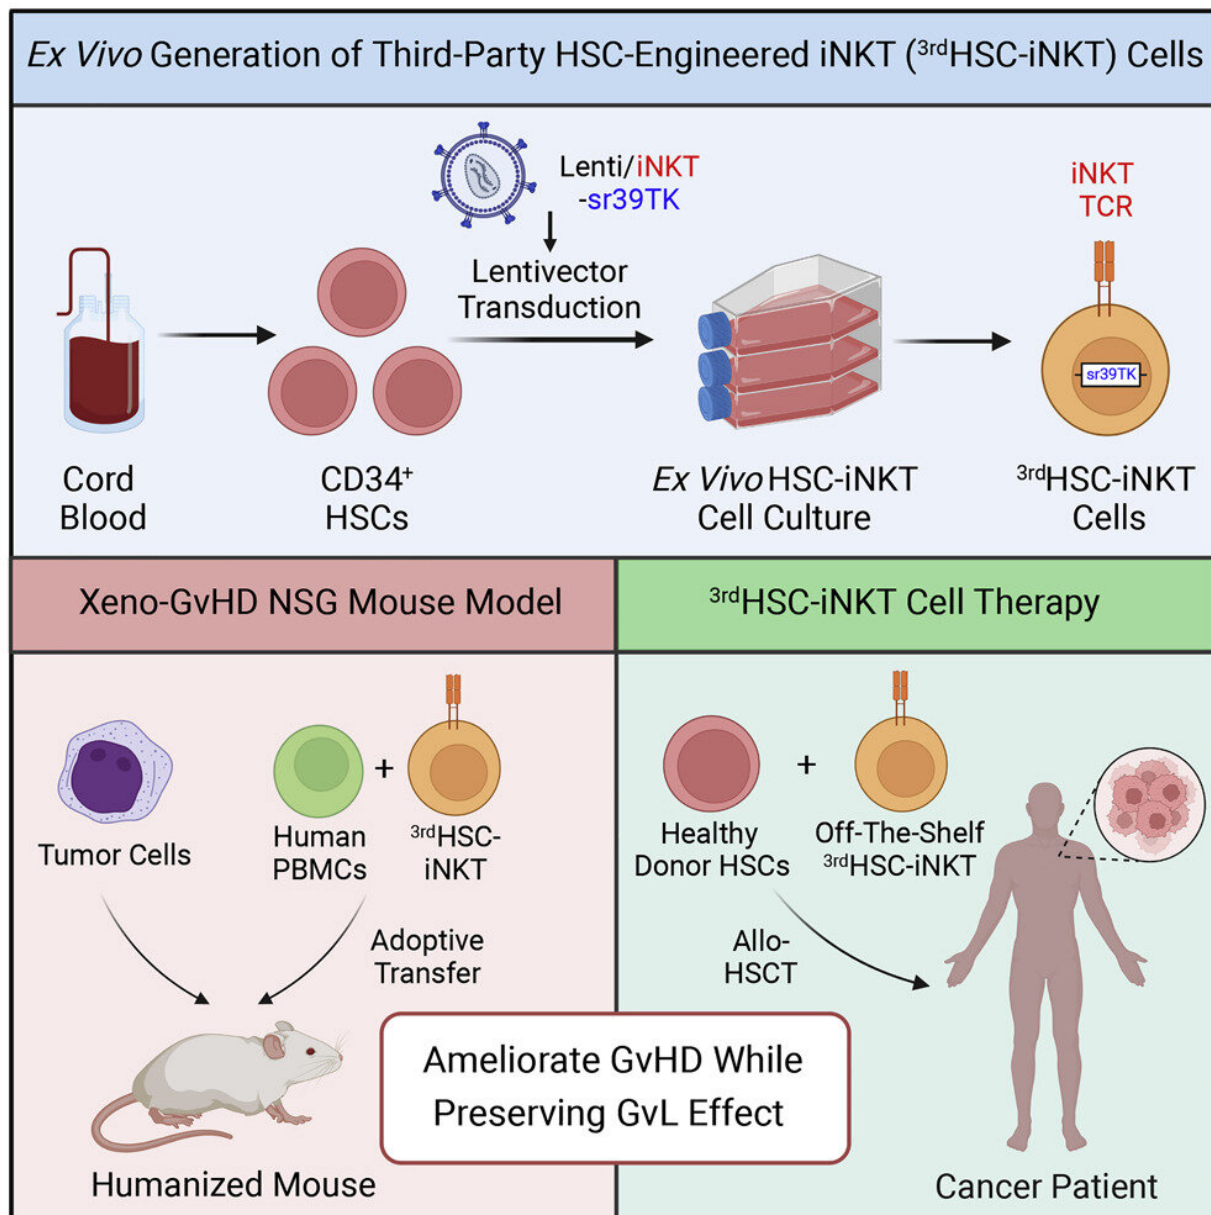 Ex Vivo Generation of Third-Party HSC-Engineered iNKT (³ʳᵈHSC-iNKT) Cells
Lenti/iNKT
-sr39TK
Lentivector
Transduction
iNKT
TCR
sr39TK
Cord
Blood
CD34⁺
HSCs
Ex Vivo HSC-iNKT
Cell Culture
³ʳᵈHSC-iNKT
Cells
Xeno-GvHD NSG Mouse Model
Tumor Cells
Human
PBMCs
+
³ʳᵈHSC-
iNKT
Adoptive
Transfer
Humanized Mouse
³ʳᵈHSC-iNKT Cell Therapy
Healthy
Donor HSCs
+
Off-The-Shelf
³ʳᵈHSC-iNKT
Allo-
HSCT
Cancer Patient
Ameliorate GvHD While
Preserving GvL Effect